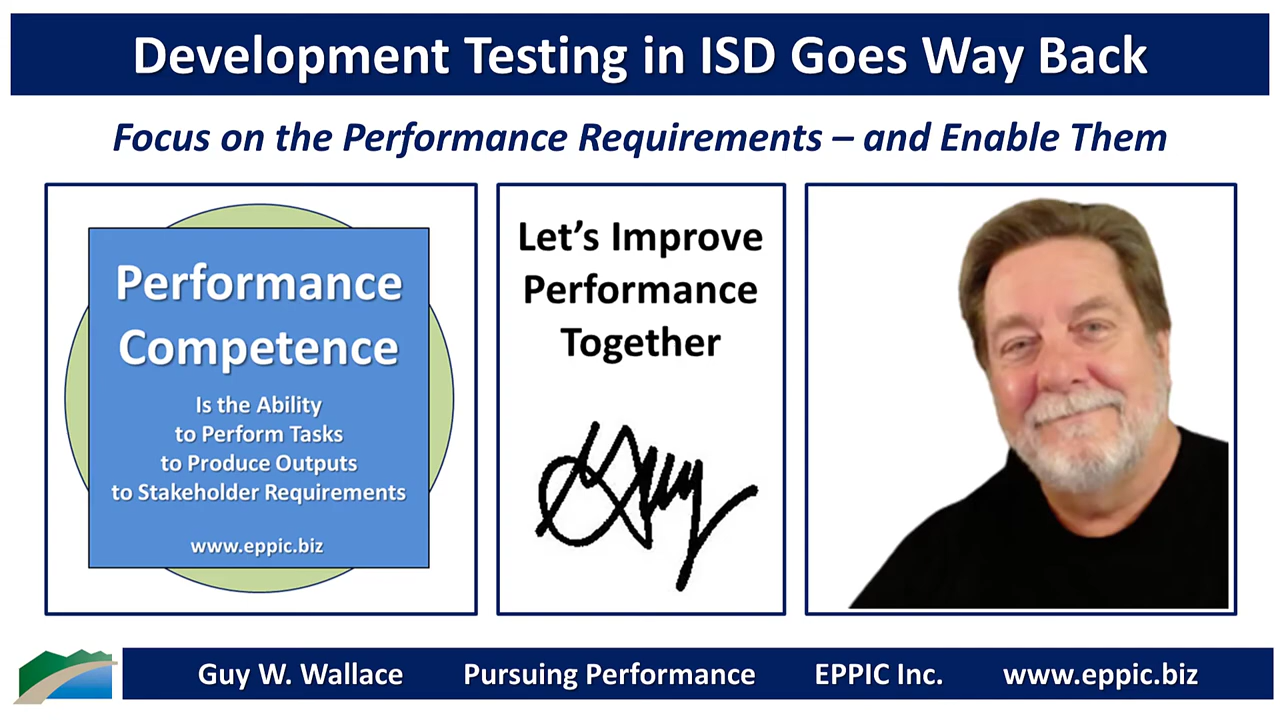 Development Testing in ISD Goes Way Back
Focus on the Performance Requirements – and Enable Them
Performance
Competence
Is the Ability
to Perform Tasks
to Produce Outputs
to Stakeholder Requirements
www.eppic.biz
Let's Improve
Performance
Together
Guy
Guy W. Wallace Pursuing Performance EPPIC Inc. www.eppic.biz